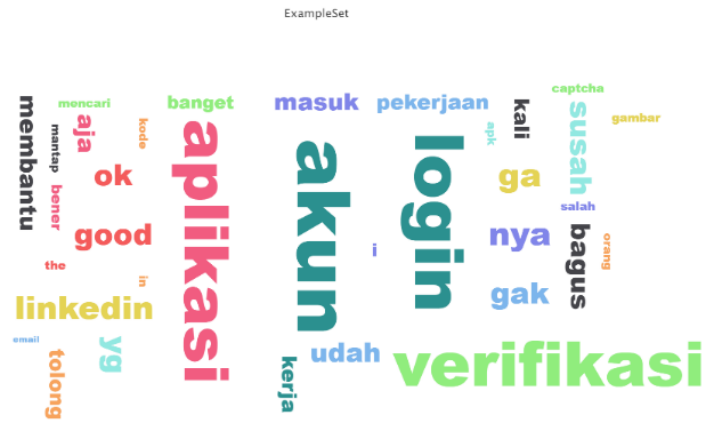 ExampleSet
membantu
mencari
mantap
aja
bener
kode
ok
good
the
in
linkedin
email
tolong
yg
banget
aplikasi
masuk
akun
i
kerja
udah
pekerjaan
login
verifikasi
apk
kali
ga
nya
gak
captcha
susah
gambar
salah
bagus
orang